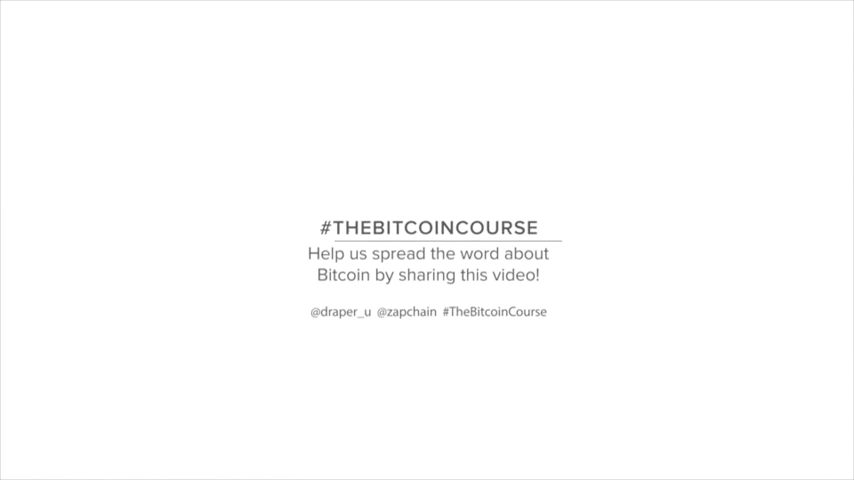 #THEBITCOINCOURSE
Help us spread the word about
Bitcoin by sharing this video!
@draper_u @zapchain #TheBitcoinCourse